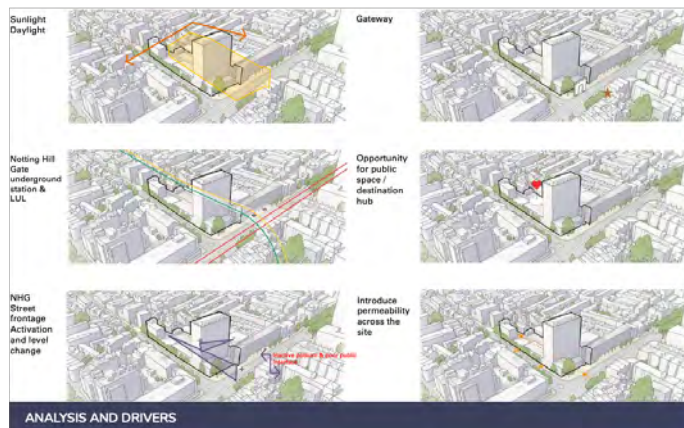 Sunlight
Daylight
Gateway
Notting Hill
Gate
underground
station &
LUL
Opportunity
for public
space /
destination
hub
NHG
Street
frontage
Activation
and level
change
Introduce
permeability
across the
site
ANALYSIS AND DRIVERS